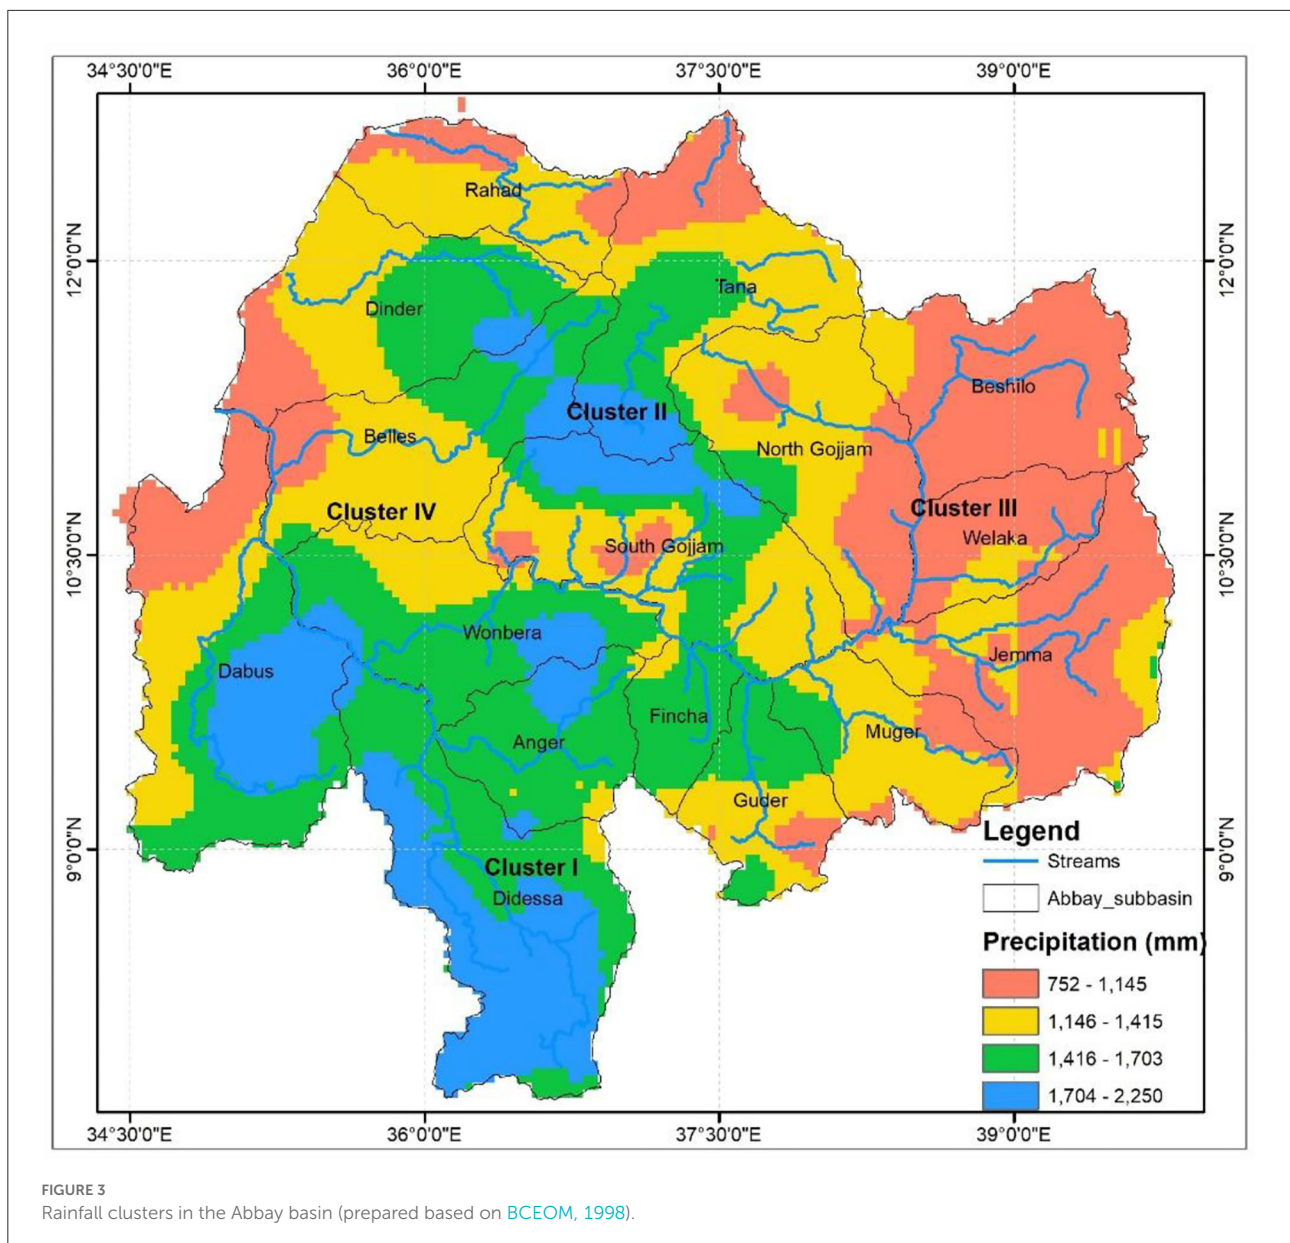 34°30'0"E 36°0'0"E 37°30'0"E 39°0'0"E
Rahad
12°0'0"N 12°0'0"N
Tana
Dinder
Beshilo
Cluster II
Belles
North Gojjam
Cluster IV
Cluster III
Welaka
South Gojjam
10°30'0"N 10°30'0"N
Wonbera
Jemma
Dabus
Fincha
Muger
Anger
Guder
9°0'0"N 9°0'0"N
Cluster I
Didessa
Legend
Streams
Abbay_subbasin
Precipitation (mm)
752 - 1,145
1,146 - 1,415
1,416 - 1,703
1,704 - 2,250
34°30'0"E 36°0'0"E 37°30'0"E 39°0'0"E
FIGURE 3
Rainfall clusters in the Abbay basin (prepared based on BCEOM, 1998).